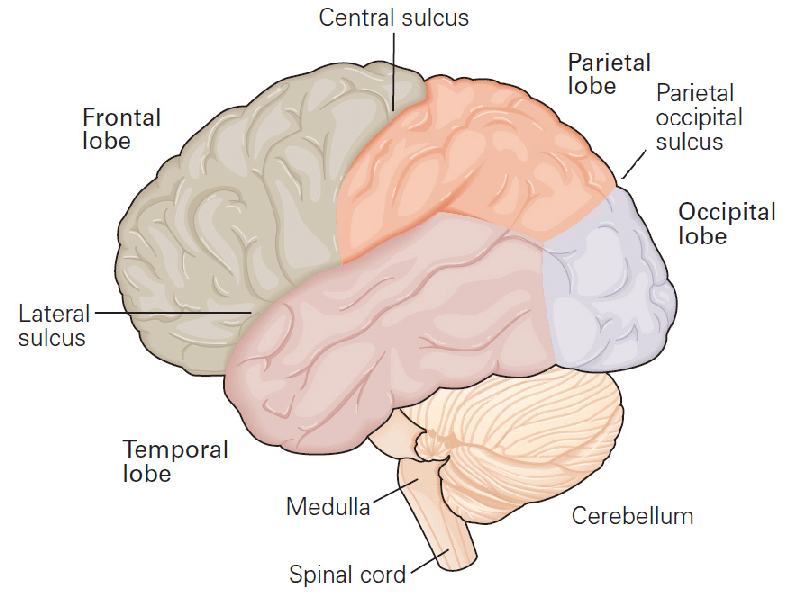 Central sulcus
Parietal
lobe
Parietal
occipital
sulcus
Frontal
lobe
Occipital
lobe
Lateral
sulcus
Temporal
lobe
Medulla
Cerebellum
Spinal cord